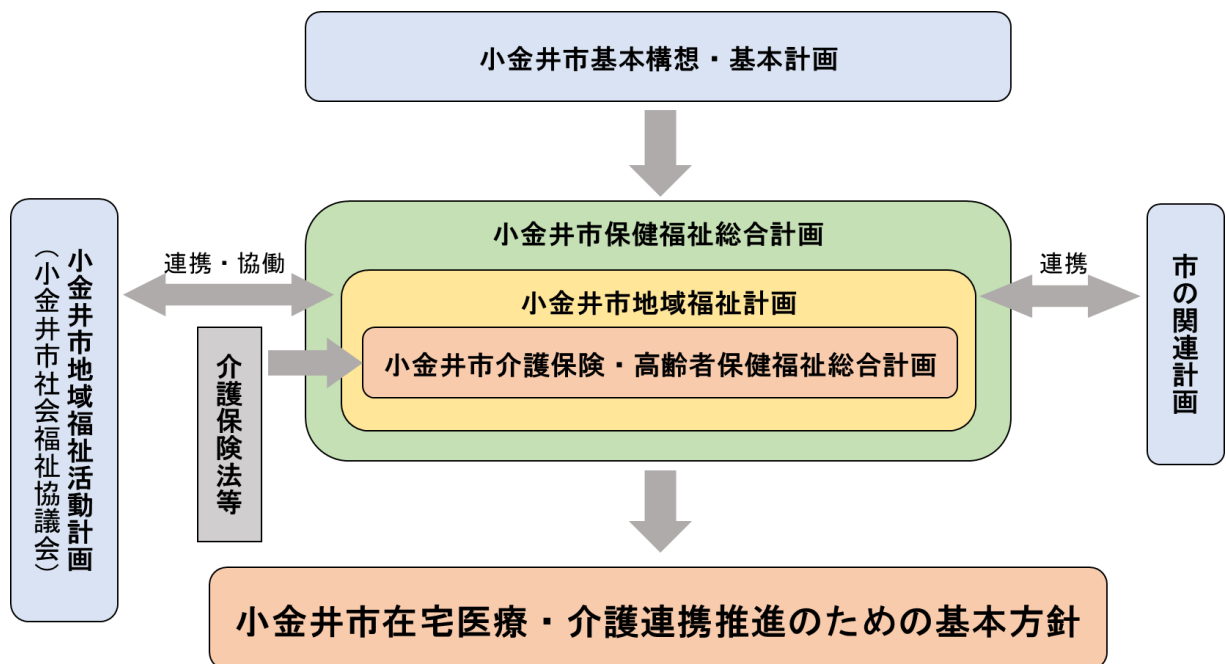 小金井市基本構想・基本計画
小金井市保健福祉総合計画
連携・協働
連携
小金井市地域福祉計画
小金井市介護保険・高齢者保健福祉総合計画
小金井市地域福祉活動計画
（小金井市社会福祉協議会）
介護保険法等
市の関連計画
小金井市在宅医療・介護連携推進のための基本方針